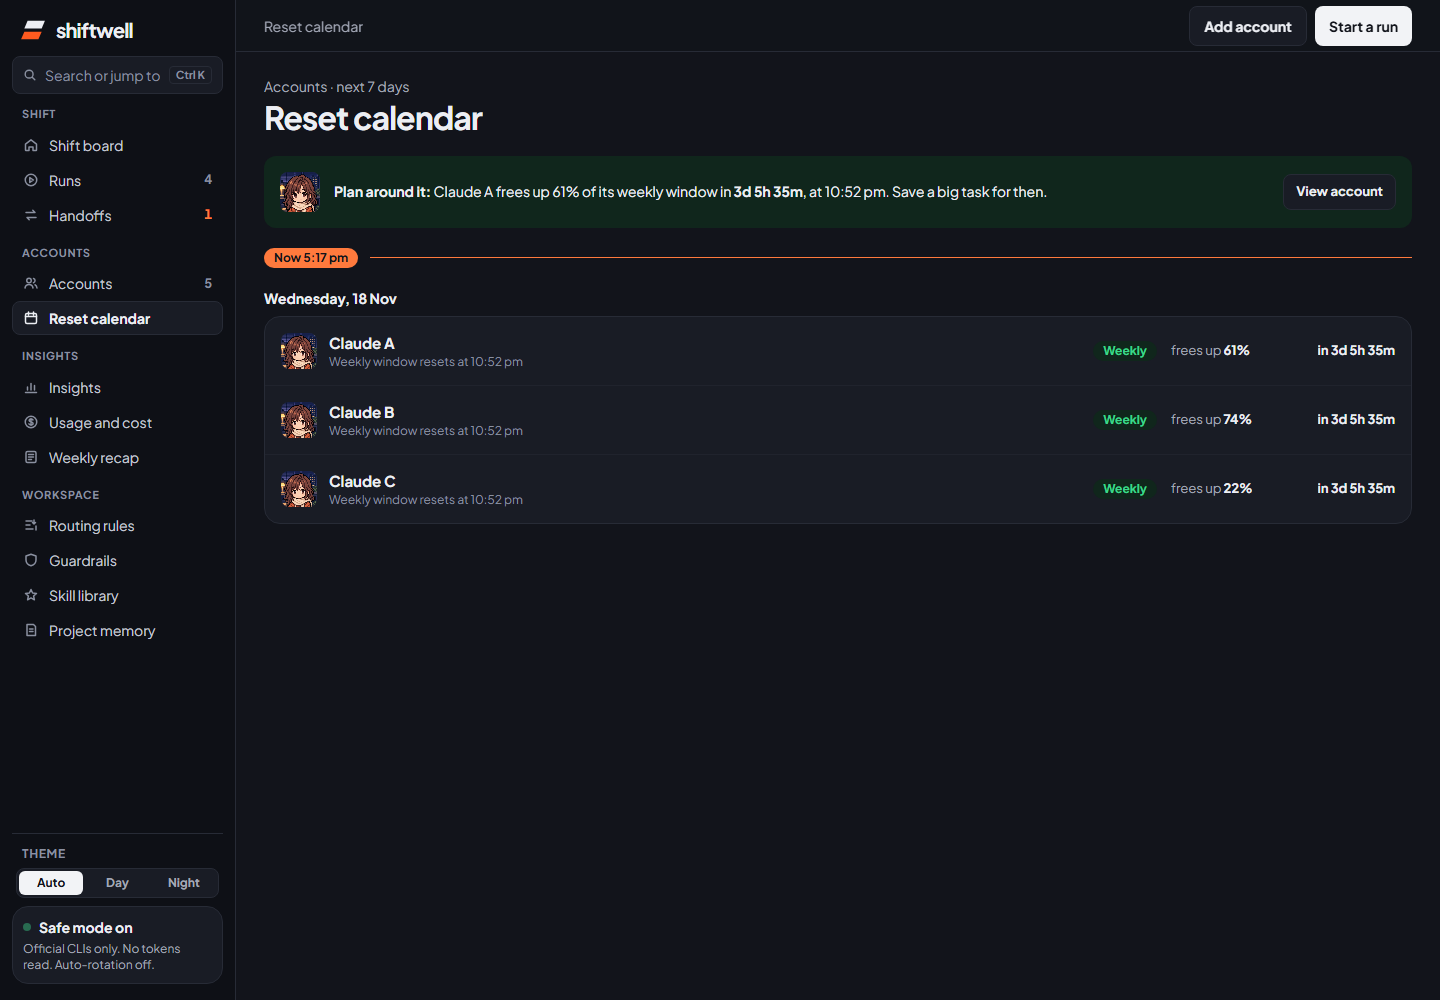 shiftwell
Search or jump to Ctrl K
SHIFT
Shift board
Runs 4
Handoffs 1
ACCOUNTS
Accounts 5
Reset calendar
INSIGHTS
Insights
Usage and cost
Weekly recap
WORKSPACE
Routing rules
Guardrails
Skill library
Project memory
THEME
Auto Day Night
Safe mode on
Official CLIs only. No tokens
read. Auto-rotation off.
Reset calendar Add account Start a run
Accounts · next 7 days
Reset calendar
Plan around it: Claude A frees up 61% of its weekly window in 3d 5h 35m, at 10:52 pm. Save a big task for then. View account
Now 5:17 pm
Wednesday, 18 Nov
Claude A
Weekly window resets at 10:52 pm
Weekly frees up 61% in 3d 5h 35m
Claude B
Weekly window resets at 10:52 pm
Weekly frees up 74% in 3d 5h 35m
Claude C
Weekly window resets at 10:52 pm
Weekly frees up 22% in 3d 5h 35m